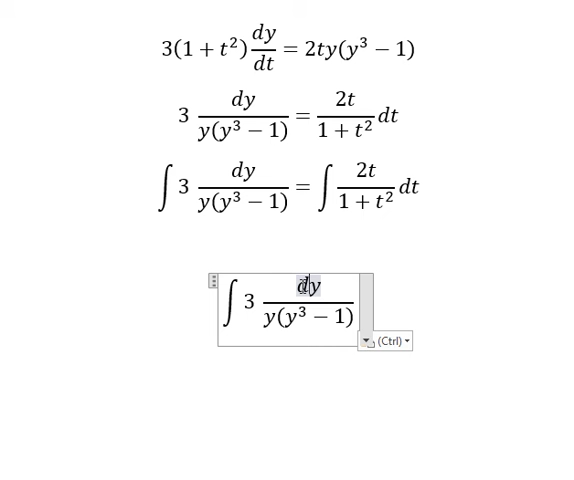 3(1 + t²) dy/dt = 2ty(y³ − 1)
3 dy/y(y³ − 1) = 2t/1 + t² dt
∫ 3 dy/y(y³ − 1) = ∫ 2t/1 + t² dt
∫ 3 dy/y(y³ − 1)
(Ctrl)